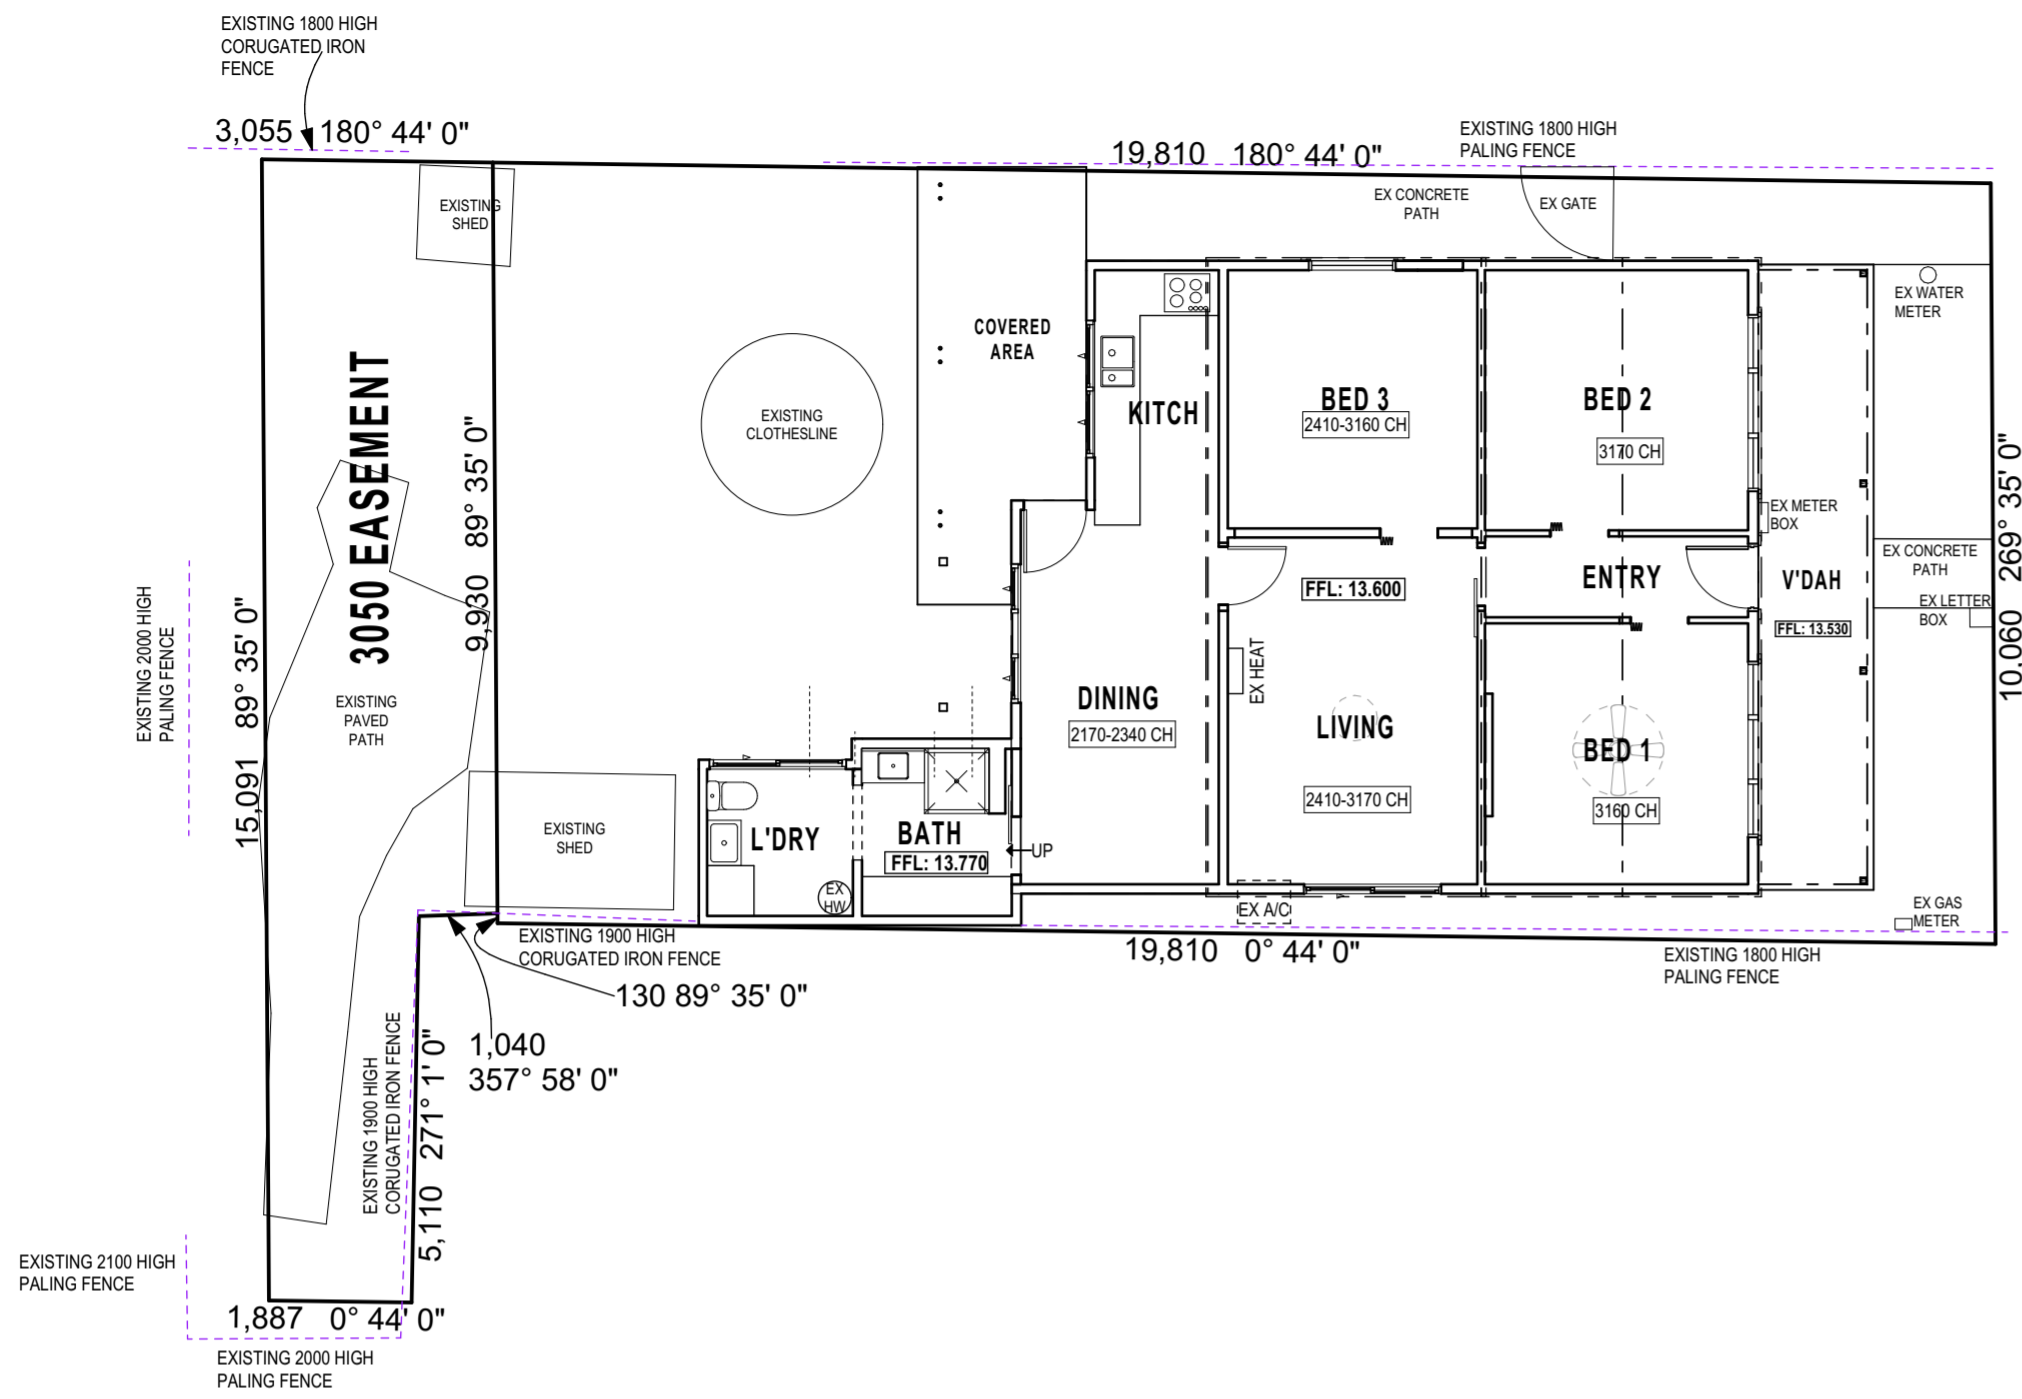 EXISTING 1800 HIGH
CORUGATED IRON
FENCE
3,055 180° 44' 0"
19,810 180° 44' 0"
EXISTING 1800 HIGH
PALING FENCE
EXISTING
SHED
EX CONCRETE
PATH
EX GATE
EX WATER
METER
COVERED
AREA
3050 EASEMENT
EXISTING
CLOTHESLINE
KITCH
BED 3
2410-3160 CH
BED 2
3170 CH
9,930 89° 35' 0"
10.060 269° 35' 0"
EX METER
BOX
EX CONCRETE
PATH
EX LETTER
BOX
ENTRY
V'DAH
FFL: 13.530
FFL: 13.600
EX HEAT
EXISTING 2000 HIGH
PALING FENCE
15,091 89° 35' 0"
EXISTING
PAVED
PATH
DINING
2170-2340 CH
LIVING
2410-3170 CH
BED 1
3160 CH
EXISTING
SHED
L'DRY
BATH
FFL: 13.770
UP
EX
HW
EX A/C
EX GAS
METER
EXISTING 1900 HIGH
CORUGATED IRON FENCE
19,810 0° 44' 0"
EXISTING 1800 HIGH
PALING FENCE
130 89° 35' 0"
1,040
357° 58' 0"
EXISTING 1900 HIGH
CORUGATED IRON FENCE
5,110 271° 1' 0"
EXISTING 2100 HIGH
PALING FENCE
1,887 0° 44' 0"
EXISTING 2000 HIGH
PALING FENCE